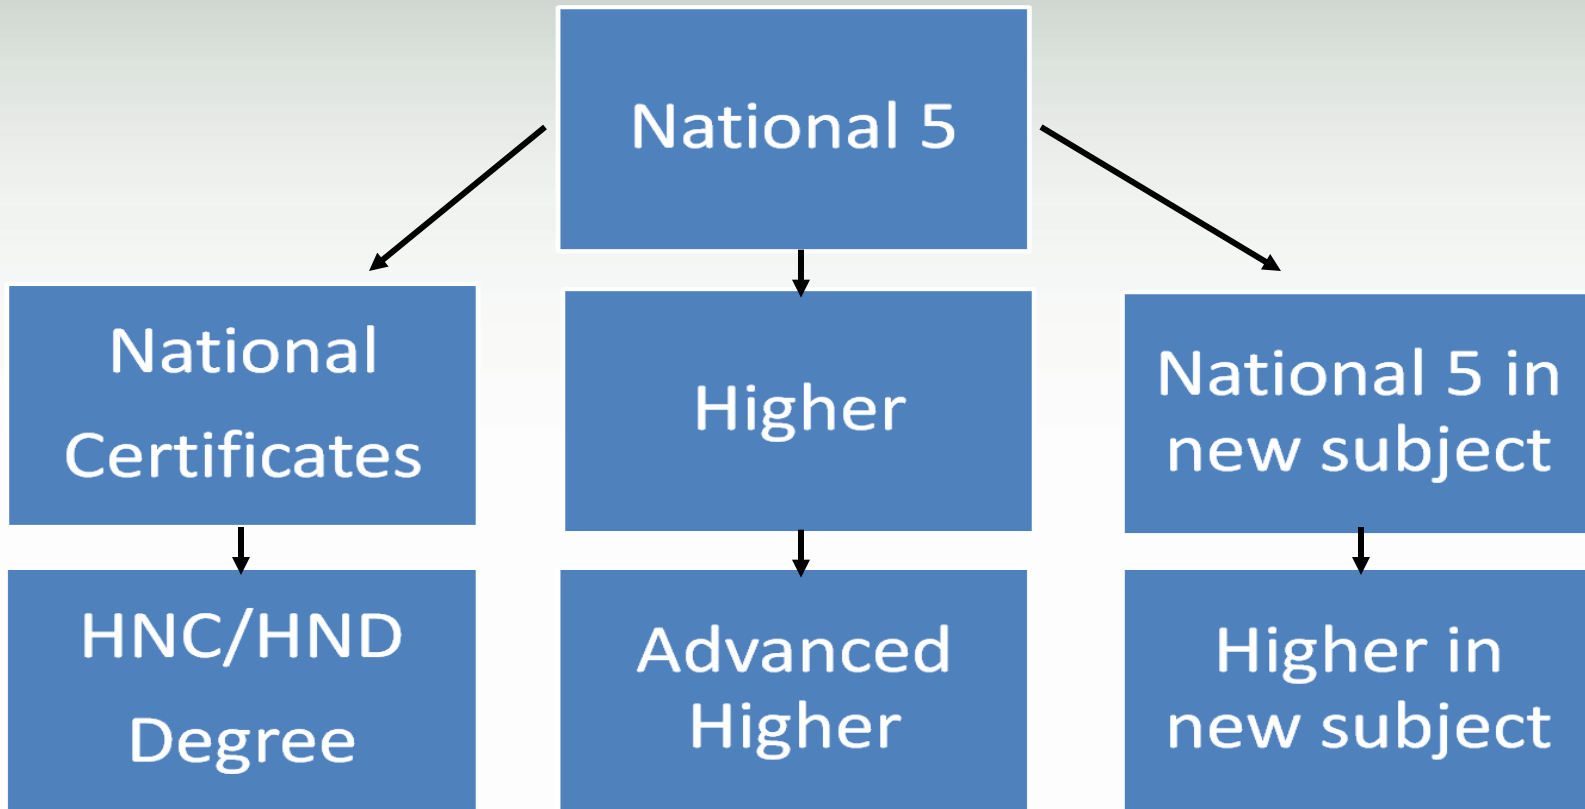 National 5
National
Certificates
Higher
National 5 in
new subject
HNC/HND
Degree
Advanced
Higher
Higher in
new subject